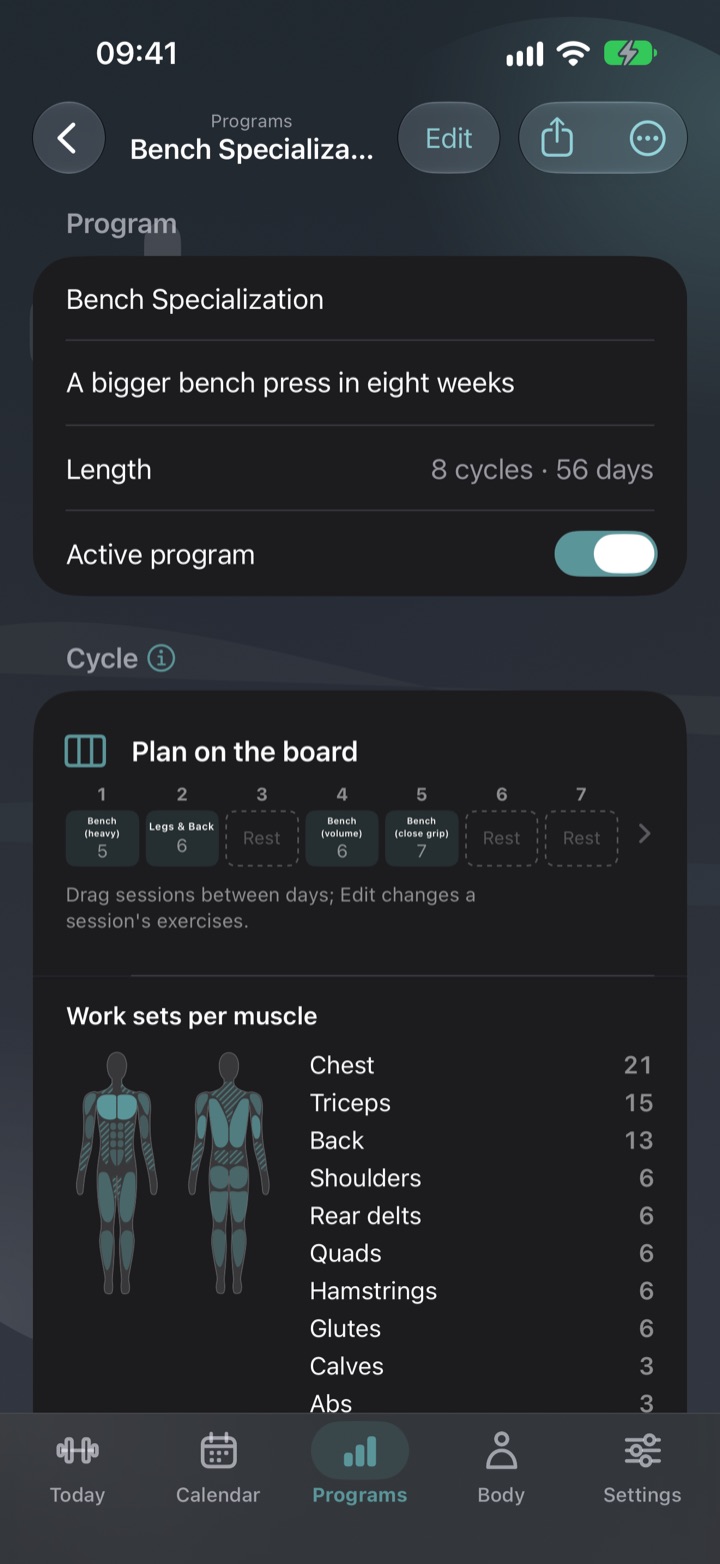 09:41
Programs
Bench Specializa...
Edit
Program
Bench Specialization
A bigger bench press in eight weeks
Length 8 cycles · 56 days
Active program
Cycle
Plan on the board
1 2 3 4 5 6 7
Bench (heavy) 5
Legs & Back 6
Rest
Bench (volume) 6
Bench (close grip) 7
Rest
Rest
Drag sessions between days; Edit changes a
session's exercises.
Work sets per muscle
Chest 21
Triceps 15
Back 13
Shoulders 6
Rear delts 6
Quads 6
Hamstrings 6
Glutes 6
Calves 3
Abs 3
Today Calendar Programs Body Settings